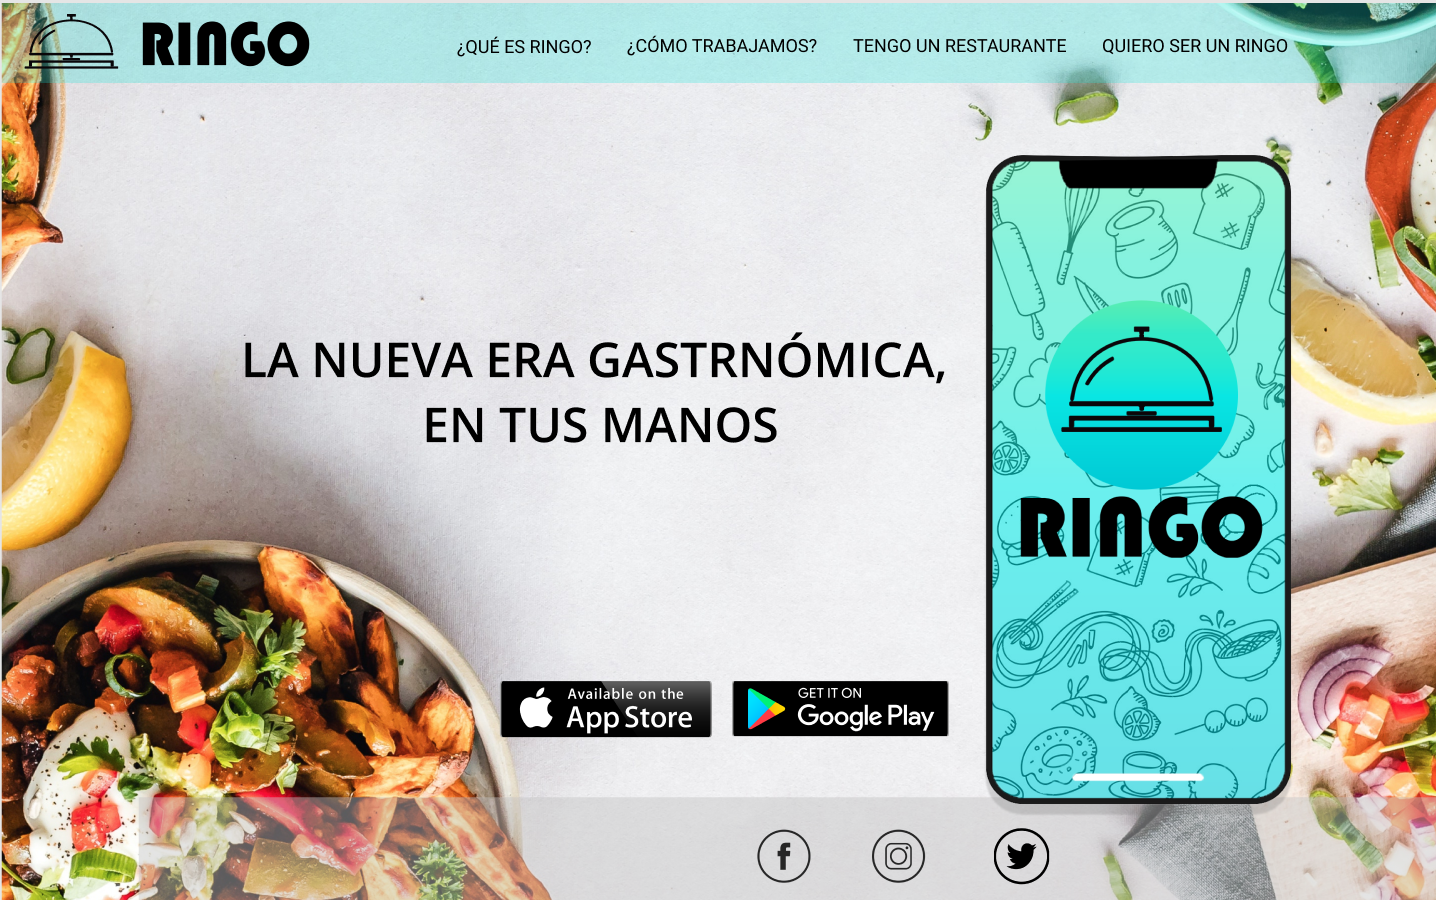 RINGO
¿QUÉ ES RINGO?
¿CÓMO TRABAJAMOS?
TENGO UN RESTAURANTE
QUIERO SER UN RINGO
LA NUEVA ERA GASTRNÓMICA,
EN TUS MANOS
RINGO
Available on the
App Store
GET IT ON
Google Play